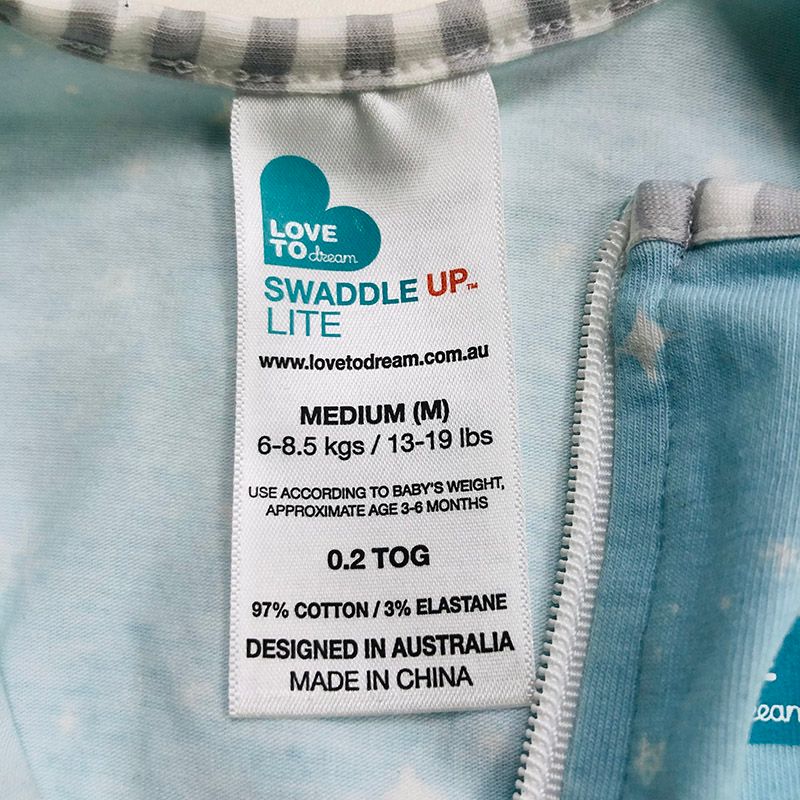 LOVE
TO dream
SWADDLE UP™
LITE
www.lovetodream.com.au
MEDIUM (M)
6-8.5 kgs / 13-19 lbs
USE ACCORDING TO BABY'S WEIGHT,
APPROXIMATE AGE 3-6 MONTHS
0.2 TOG
97% COTTON / 3% ELASTANE
DESIGNED IN AUSTRALIA
MADE IN CHINA